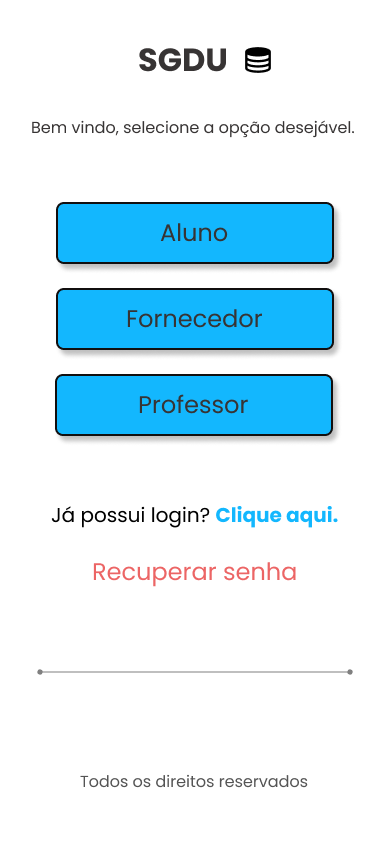 SGDU
Bem vindo, selecione a opção desejável.
Aluno
Fornecedor
Professor
Já possui login? Clique aqui.
Recuperar senha
Todos os direitos reservados